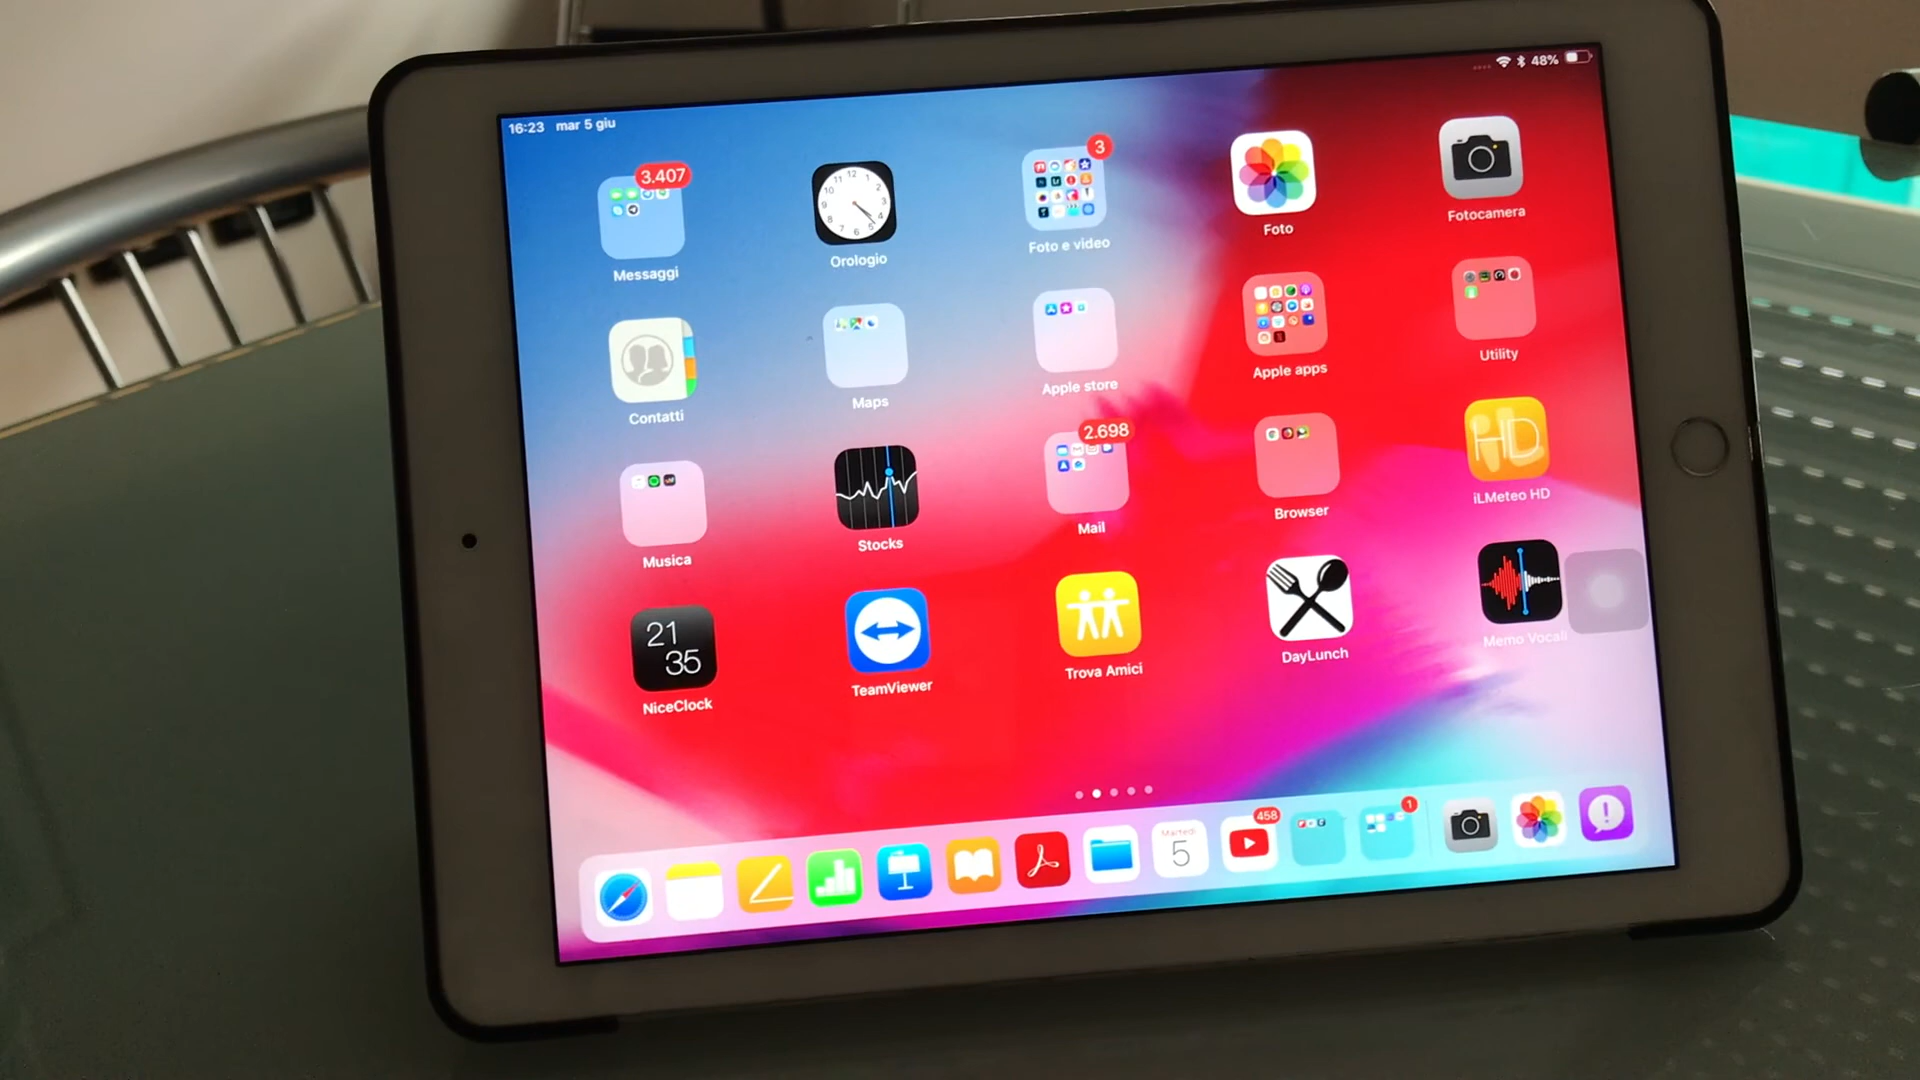 16:23 mar 5 giu
48%
3.407
3
Messaggi
Orologio
Foto e video
Foto
Fotocamera
Contatti
Maps
Apple store
Apple apps
Utility
2.698
HD
Musica
Stocks
Mail
Browser
iLMeteo HD
21
35
NiceClock
TeamViewer
Trova Amici
DayLunch
Memo Vocali
Martedì
5
458
1